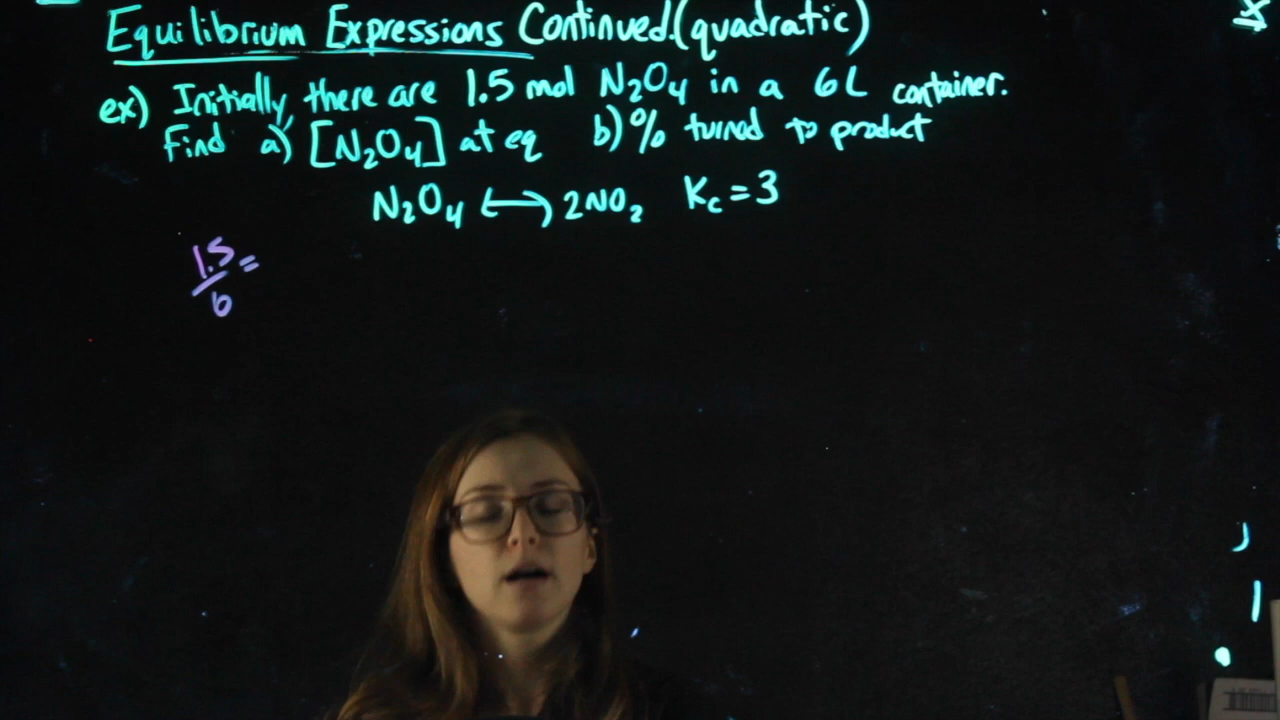 Equilibrium Expressions Continued.(quadratic)
ex) Initially, there are 1.5 mol N₂O₄ in a 6L container.
Find a) [N₂O₄] at eq b) % turned to product
N₂O₄ ⟷ 2NO₂ Kc = 3
1.5/6 =